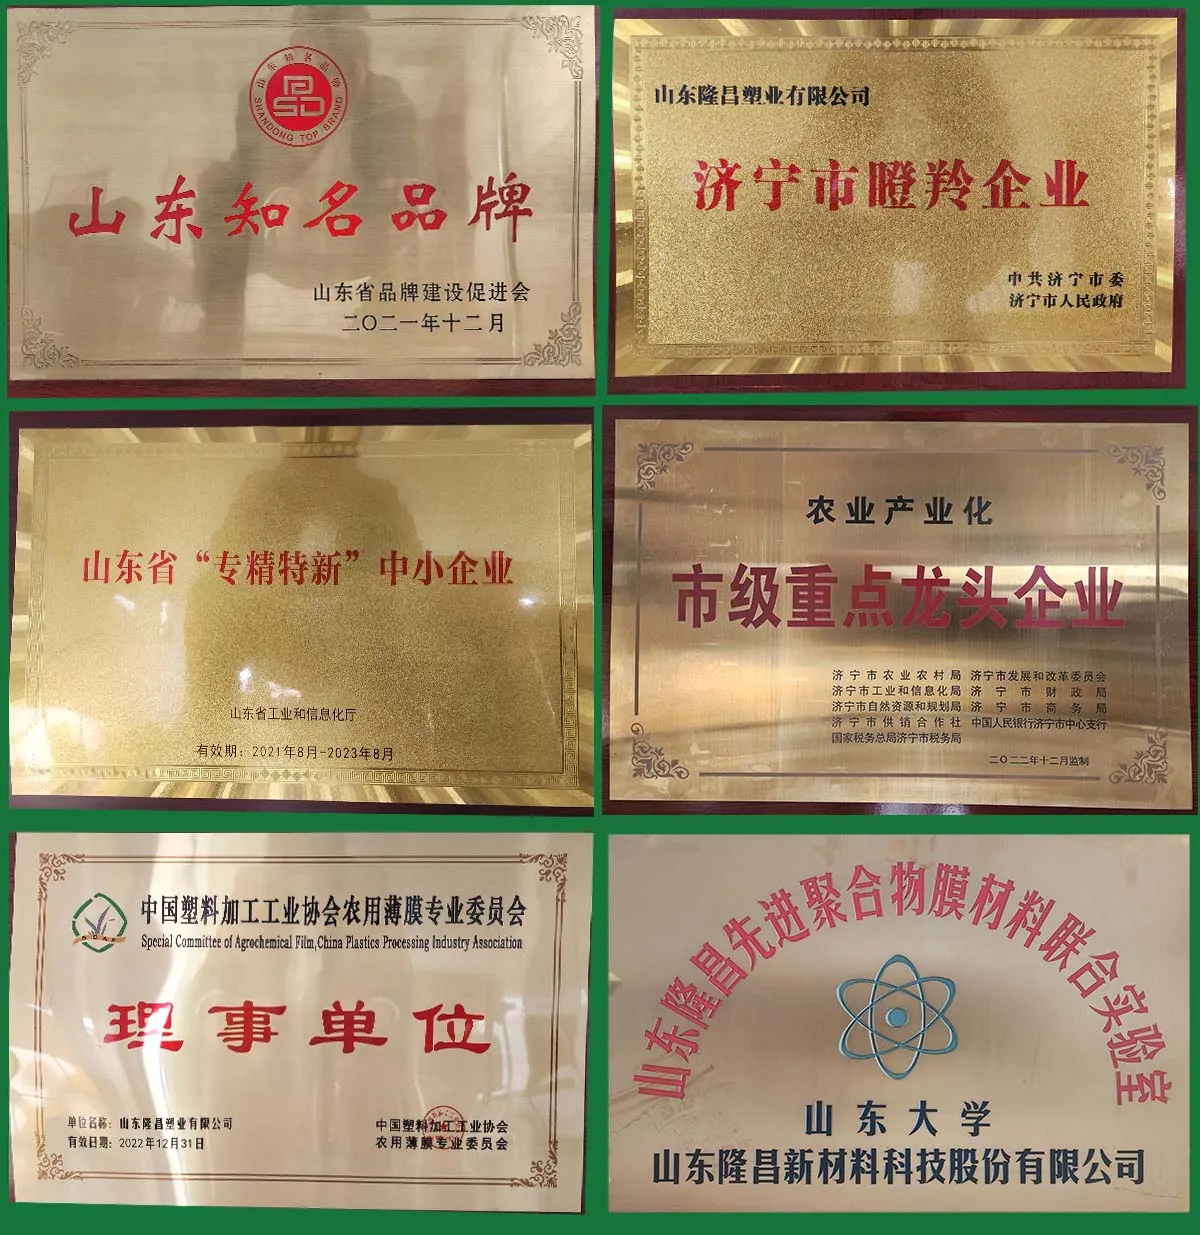 山东知名品牌
SHANDONG TOP BRAND
山东知名品牌
山东省品牌建设促进会
二〇二一年十二月
山东隆昌塑业有限公司
济宁市瞪羚企业
中共济宁市委
济宁市人民政府
山东省“专精特新”中小企业
山东省工业和信息化厅
有效期：2021年8月-2023年8月
农业产业化
市级重点龙头企业
济宁市农业农村局 济宁市发展和改革委员会
济宁市工业和信息化局 济宁市财政局
济宁市自然资源和规划局 济宁市商务局
济宁市供销合作社 中国人民银行济宁市中心支行
国家税务总局济宁市税务局
二〇二二年十二月监制
中国塑料加工工业协会农用薄膜专业委员会
Special Committee of Agrochemical Film,China Plastics Processing Industry Association
理事单位
单位名称：山东隆昌塑业有限公司
有效日期：2022年12月31日
中国塑料加工工业协会
农用薄膜专业委员会
山东隆昌先进聚合物膜材料联合实验室
山东大学
山东隆昌新材料科技股份有限公司